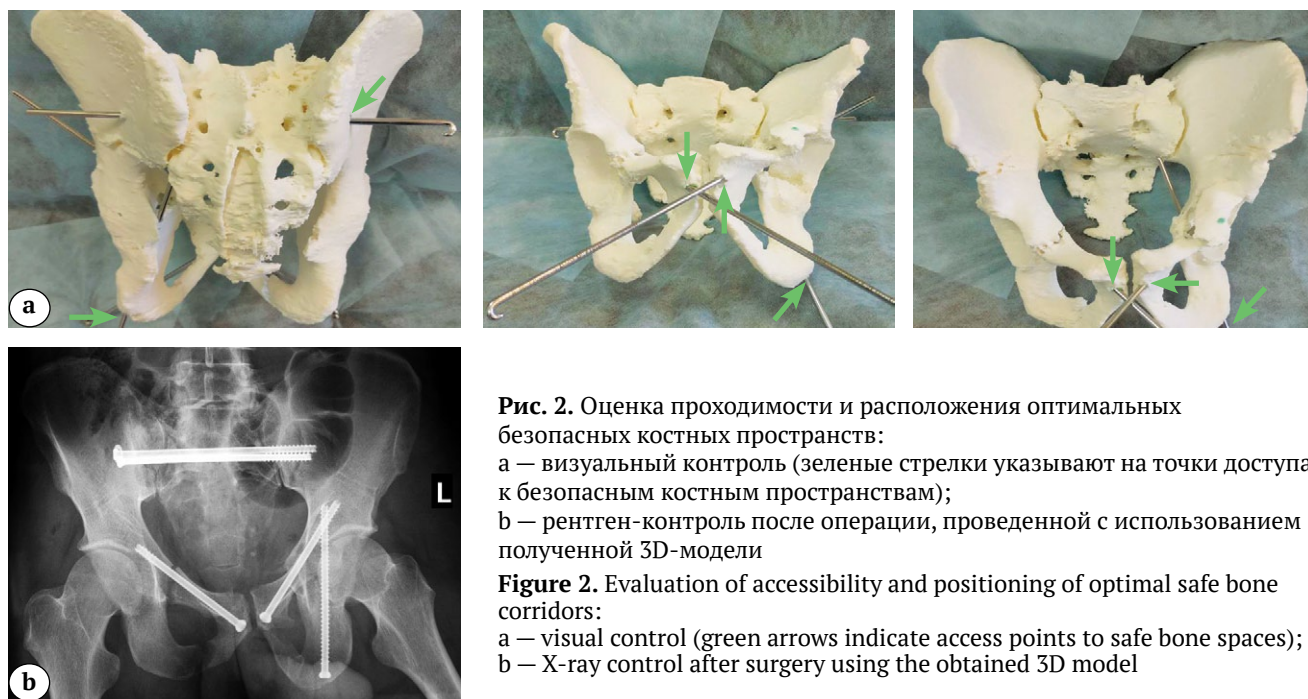 a
L
b
Рис. 2. Оценка проходимости и расположения оптимальных
безопасных костных пространств:
a — визуальный контроль (зеленые стрелки указывают на точки доступа
к безопасным костным пространствам);
b — рентген-контроль после операции, проведенной с использованием
полученной 3D-модели
Figure 2. Evaluation of accessibility and positioning of optimal safe bone
corridors:
a — visual control (green arrows indicate access points to safe bone spaces);
b — X-ray control after surgery using the obtained 3D model